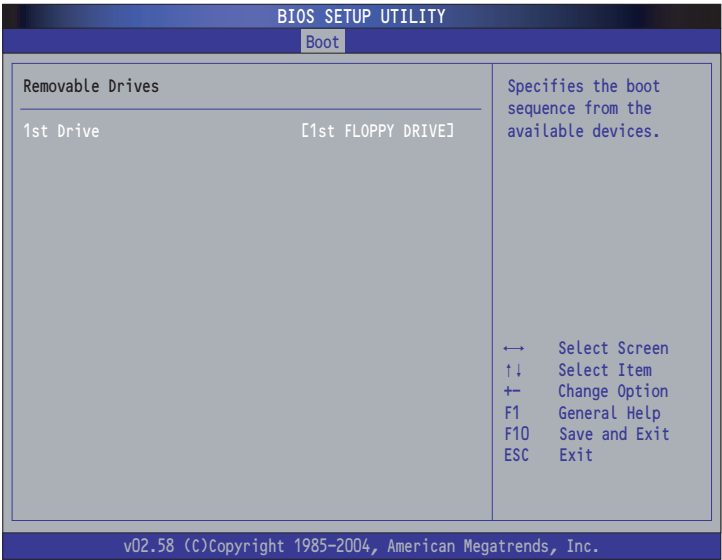 BIOS SETUP UTILITY
Boot
Removable Drives
1st Drive [1st FLOPPY DRIVE]
Specifies the boot
sequence from the
available devices.
←→ Select Screen
↑↓ Select Item
+- Change Option
F1 General Help
F10 Save and Exit
ESC Exit
v02.58 (C)Copyright 1985-2004, American Megatrends, Inc.